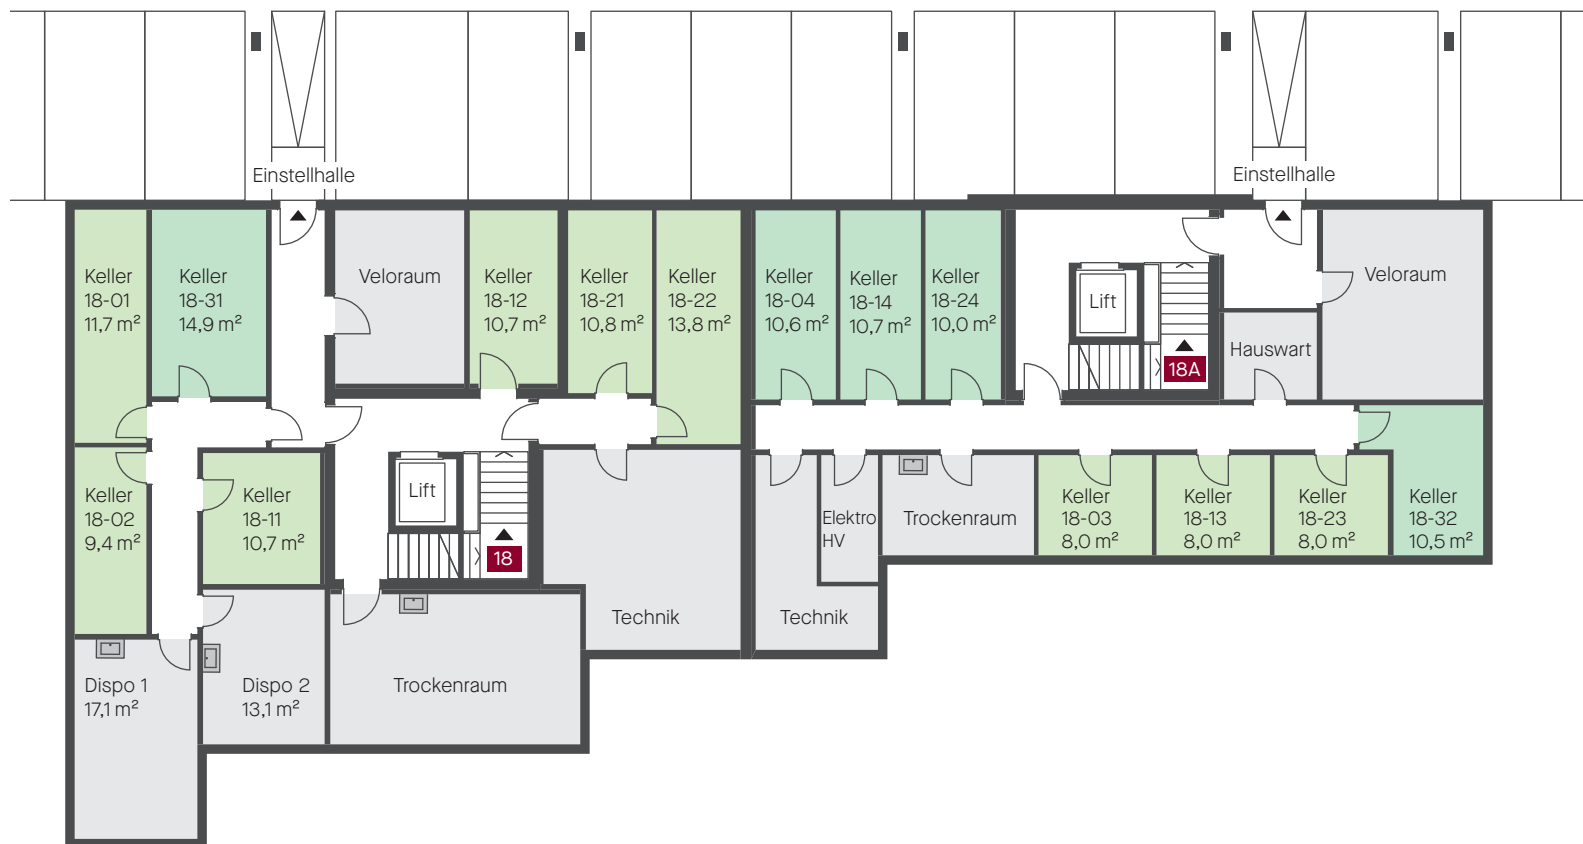 Einstellhalle
Einstellhalle
Keller
18-01
11,7 m²
Keller
18-31
14,9 m²
Veloraum
Keller
18-12
10,7 m²
Keller
18-21
10,8 m²
Keller
18-22
13,8 m²
Keller
18-04
10,6 m²
Keller
18-14
10,7 m²
Keller
18-24
10,0 m²
Lift
18A
Hauswart
Veloraum
Keller
18-02
9,4 m²
Keller
18-11
10,7 m²
Lift
18
Technik
Elektro
HV
Technik
Trockenraum
Keller
18-03
8,0 m²
Keller
18-13
8,0 m²
Keller
18-23
8,0 m²
Keller
18-32
10,5 m²
Dispo 1
17,1 m²
Dispo 2
13,1 m²
Trockenraum